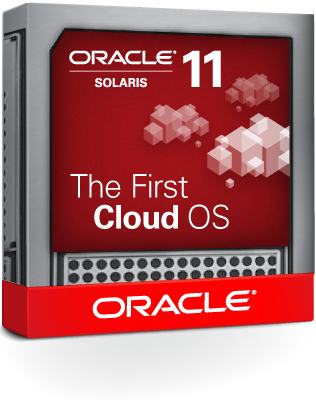 ORACLE® 11
SOLARIS
The First
Cloud OS
ORACLE®